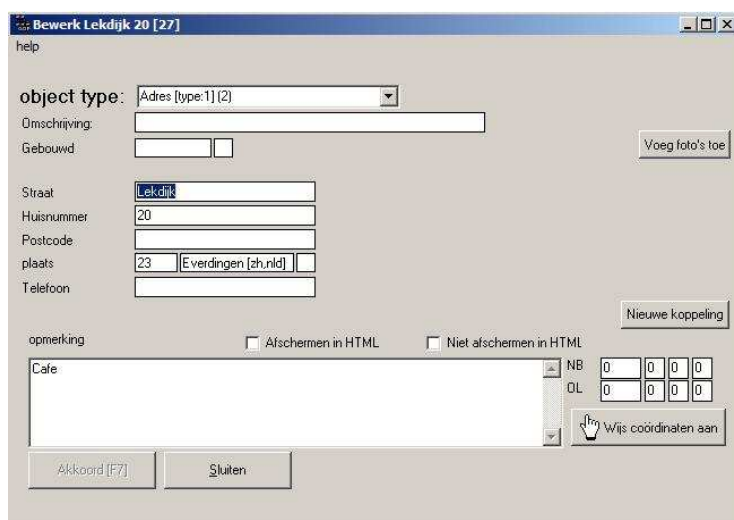 Bewerk Lekdijk 20 [27]
help
object type: Adres [type:1] (2)
Omschrijving:
Gebouwd
Voeg foto's toe
Straat Lekdijk
Huisnummer 20
Postcode
plaats 23 Everdingen [zh,nld]
Telefoon
Nieuwe koppeling
opmerking Afschermen in HTML Niet afschermen in HTML
Cafe
NB 0 0 0 0
OL 0 0 0 0
Wijs coördinaten aan
Akkoord [F7] Sluiten